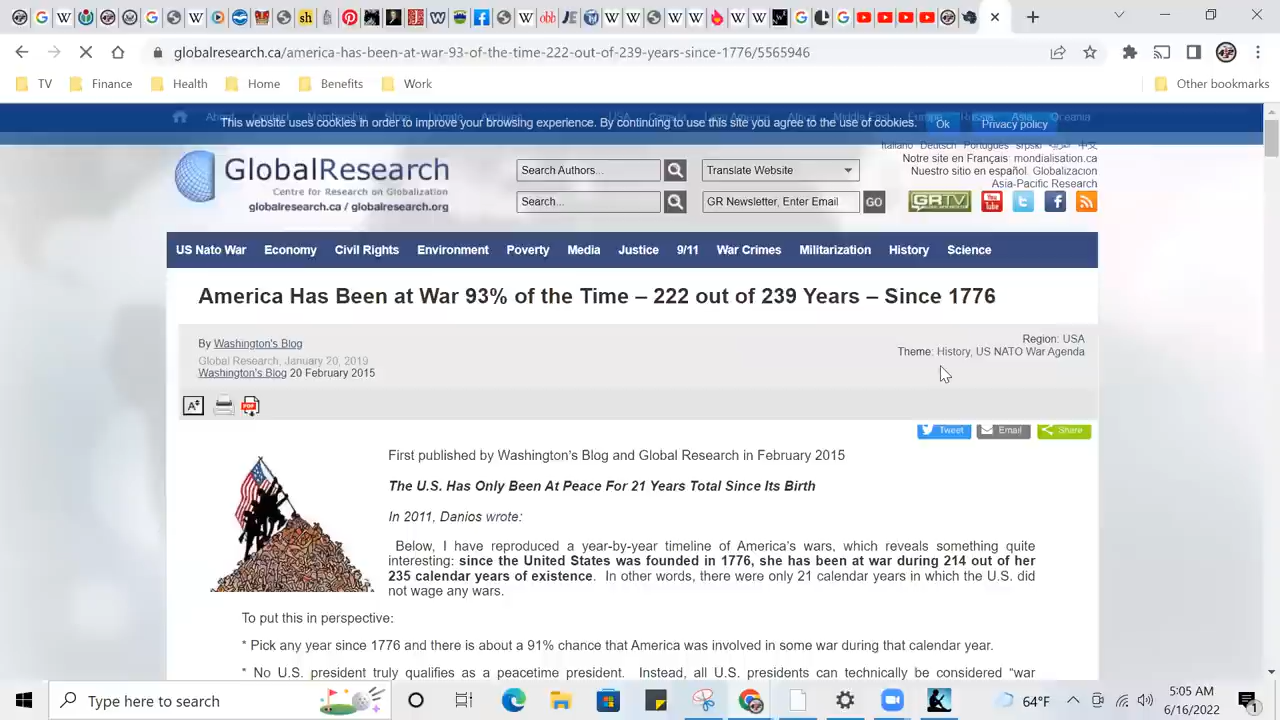 globalresearch.ca/america-has-been-at-war-93-of-the-time-222-out-of-239-years-since-1776/5565946
TV Finance Health Home Benefits Work Other bookmarks
This website uses cookies in order to improve your browsing experience. By continuing to use this site you agree to the use of cookies. Ok Privacy policy
Italiano Deutsch Português srpski العربية 中文
Notre site en Français: mondialisation.ca
Nuestro sitio en español: Globalizacion
Asia-Pacific Research
GlobalResearch
Centre for Research on Globalization
globalresearch.ca / globalresearch.org
Search Authors... Translate Website
Search... GR Newsletter, Enter Email GO GRTV You Tube
US Nato War Economy Civil Rights Environment Poverty Media Justice 9/11 War Crimes Militarization History Science
America Has Been at War 93% of the Time – 222 out of 239 Years – Since 1776
By Washington's Blog
Global Research, January 20, 2019
Washington's Blog 20 February 2015
Region: USA
Theme: History, US NATO War Agenda
PDF
Tweet Email Share
First published by Washington's Blog and Global Research in February 2015
The U.S. Has Only Been At Peace For 21 Years Total Since Its Birth
In 2011, Danios wrote:
Below, I have reproduced a year-by-year timeline of America's wars, which reveals something quite
interesting: since the United States was founded in 1776, she has been at war during 214 out of her
235 calendar years of existence. In other words, there were only 21 calendar years in which the U.S. did
not wage any wars.
To put this in perspective:
* Pick any year since 1776 and there is about a 91% chance that America was involved in some war during that calendar year.
* No U.S. president truly qualifies as a peacetime president. Instead, all U.S. presidents can technically be considered “war
Type here to search
64°F
5:05 AM
6/16/2022